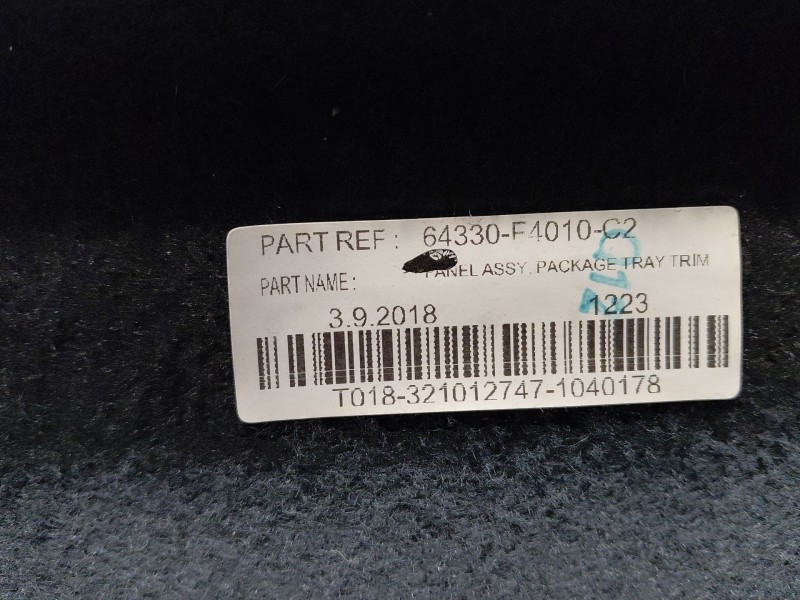 PART REF : 64330-F4010-C2
PART NAME : PANEL ASSY, PACKAGE TRAY TRIM
3.9.2018 1223
T018-321012747-1040178